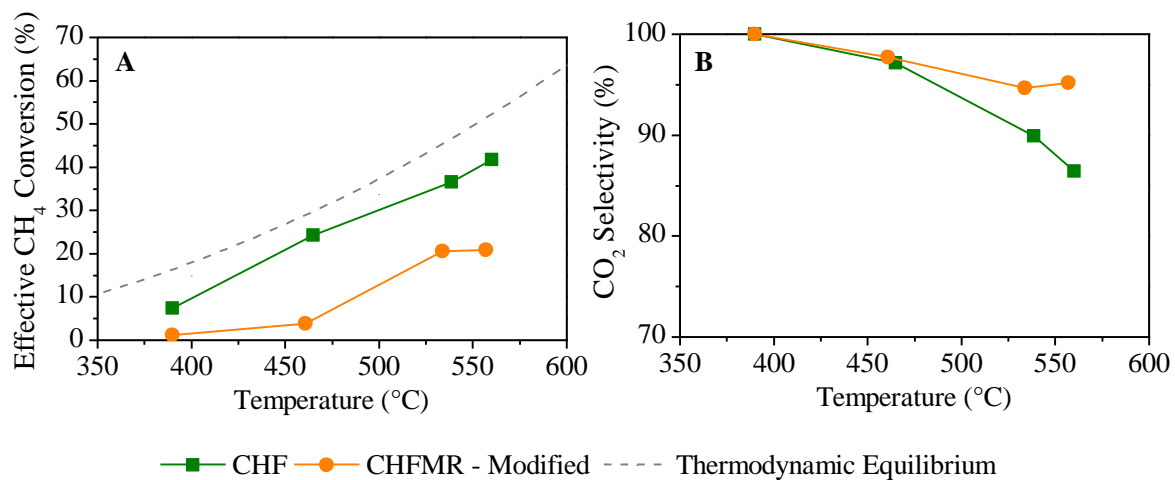 A
Effective CH4 Conversion (%)
70
60
50
40
30
20
10
0
350 400 450 500 550 600
Temperature (°C)
B
CO2 Selectivity (%)
100
90
80
70
350 400 450 500 550 600
Temperature (°C)
CHF CHFMR - Modified Thermodynamic Equilibrium